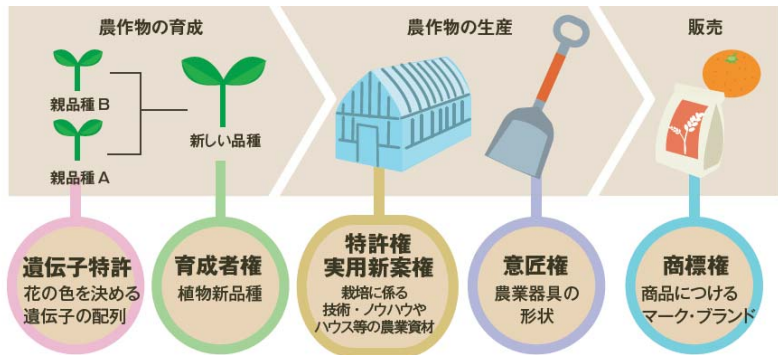 農作物の育成
農作物の生産
販売
親品種 B
親品種 A
新しい品種
遺伝子特許
花の色を決める
遺伝子の配列
育成者権
植物新品種
特許権
実用新案権
栽培に係る
技術・ノウハウや
ハウス等の農業資材
意匠権
農業器具の
形状
商標権
商品につける
マーク・ブランド